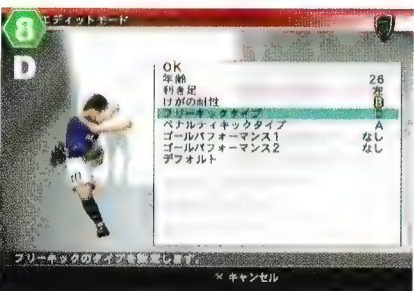 エディットモード
8
D
OK
年齢 26
利き足 左
けがの耐性 B
フリーキックタイプ
ペナルティキックタイプ A
ゴールパフォーマンス1 なし
ゴールパフォーマンス2 なし
デフォルト
フリーキックのタイプを設定します。
× キャンセル